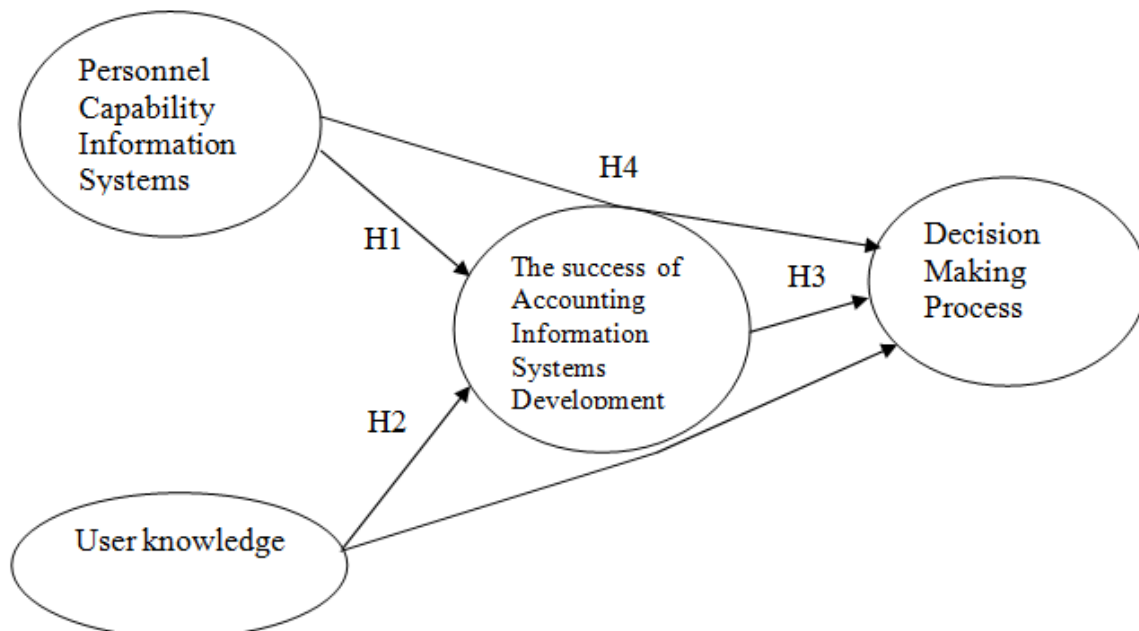 Personnel
Capability
Information
Systems
H4
H1
The success of
Accounting
Information
Systems
Development
H3
Decision
Making
Process
H2
User knowledge